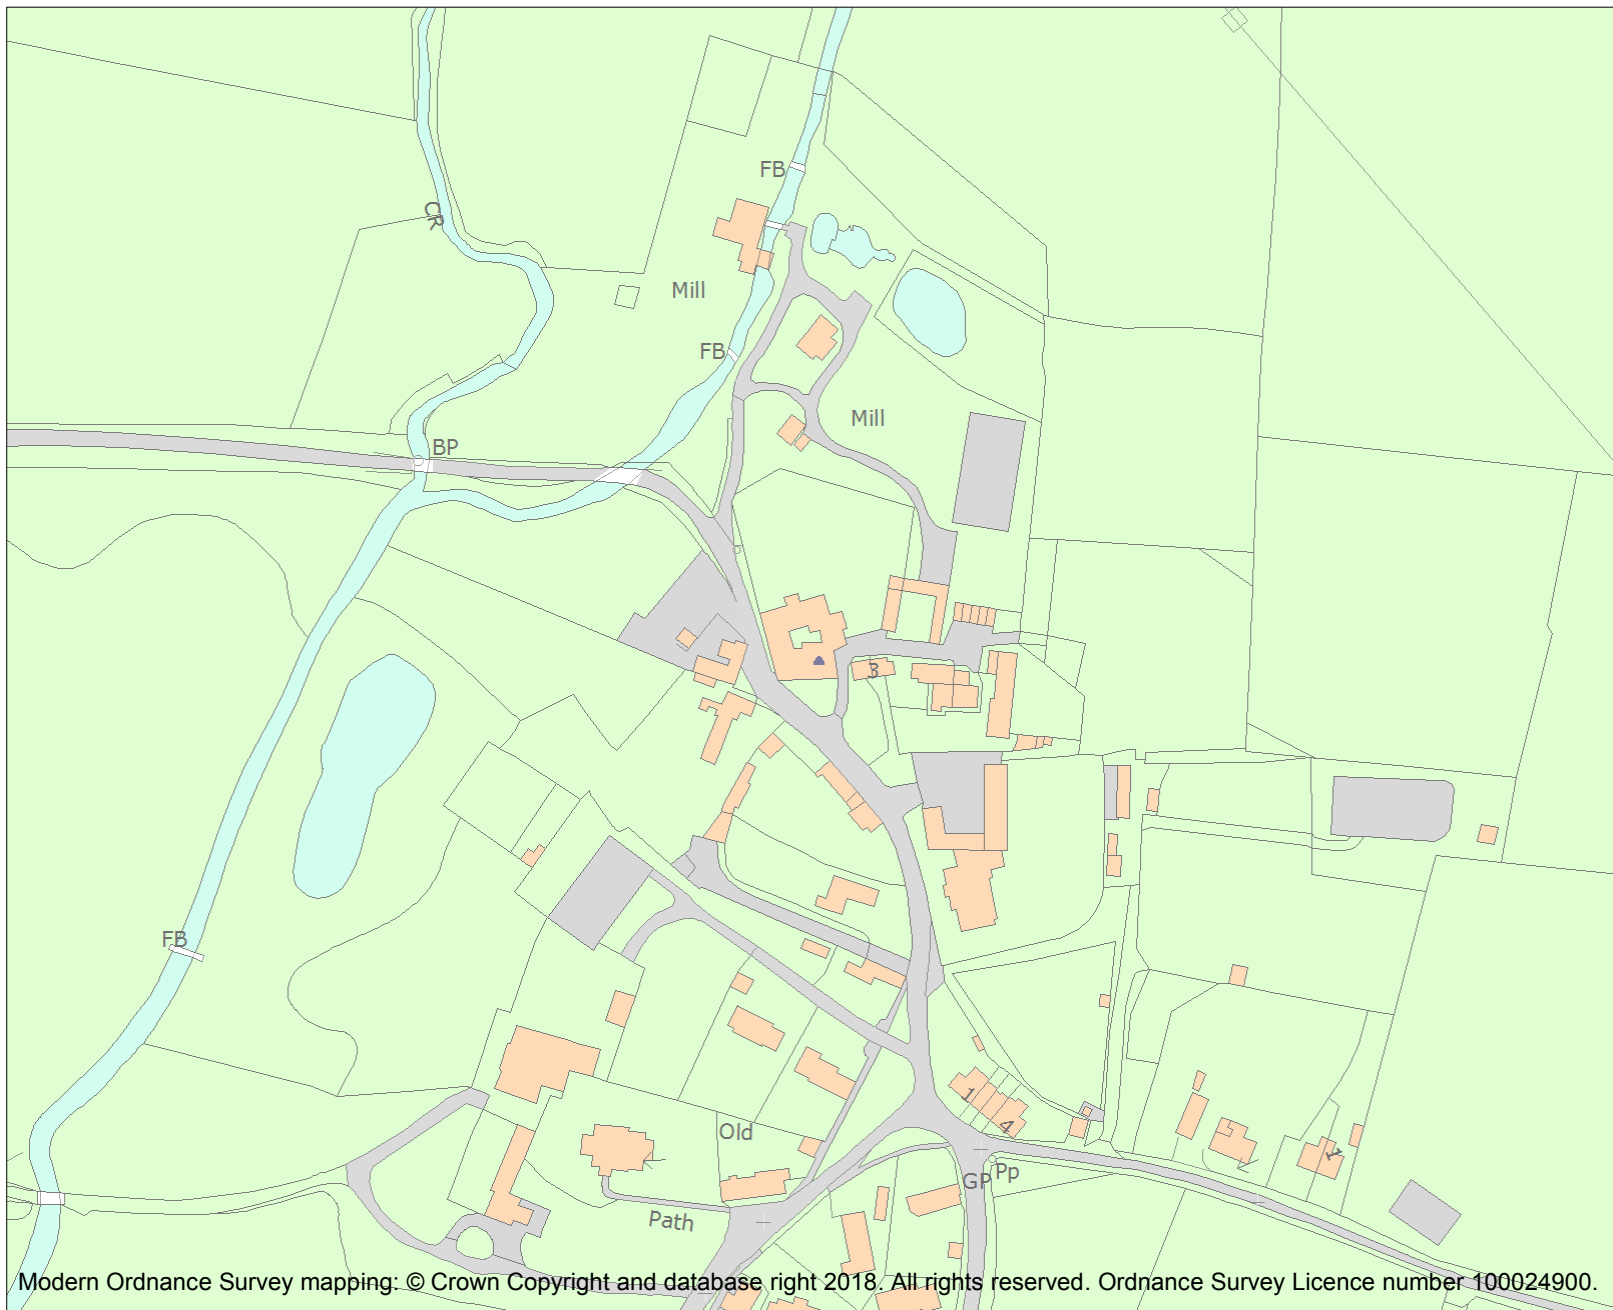 FB
CR
Mill
FB
Mill
BP
3
FB
1
4
Old
1
Pp
GP
Path
Modern Ordnance Survey mapping: © Crown Copyright and database right 2018. All rights reserved. Ordnance Survey Licence number 100024900.